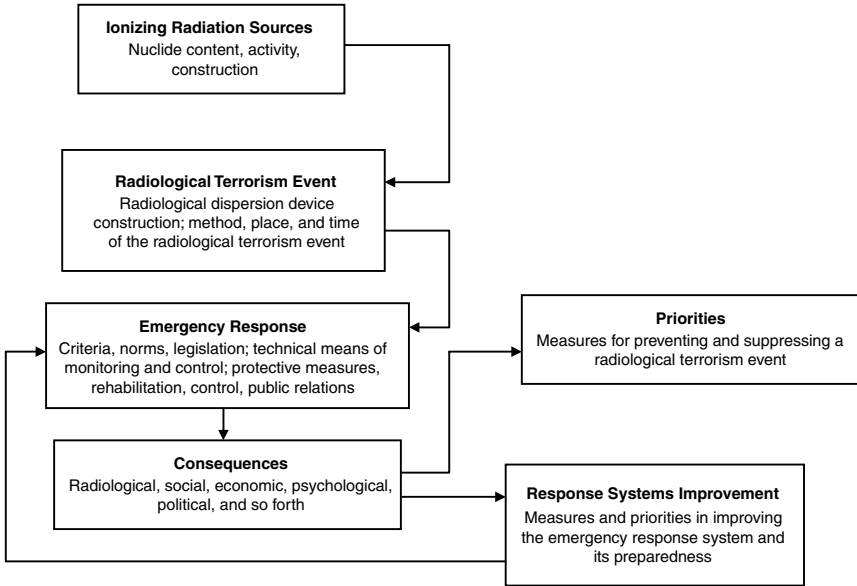 Ionizing Radiation Sources
Nuclide content, activity,
construction
Radiological Terrorism Event
Radiological dispersion device
construction; method, place, and time
of the radiological terrorism event
Emergency Response
Criteria, norms, legislation; technical means of
monitoring and control; protective measures,
rehabilitation, control, public relations
Priorities
Measures for preventing and suppressing a
radiological terrorism event
Consequences
Radiological, social, economic, psychological,
political, and so forth
Response Systems Improvement
Measures and priorities in improving
the emergency response system and
its preparedness